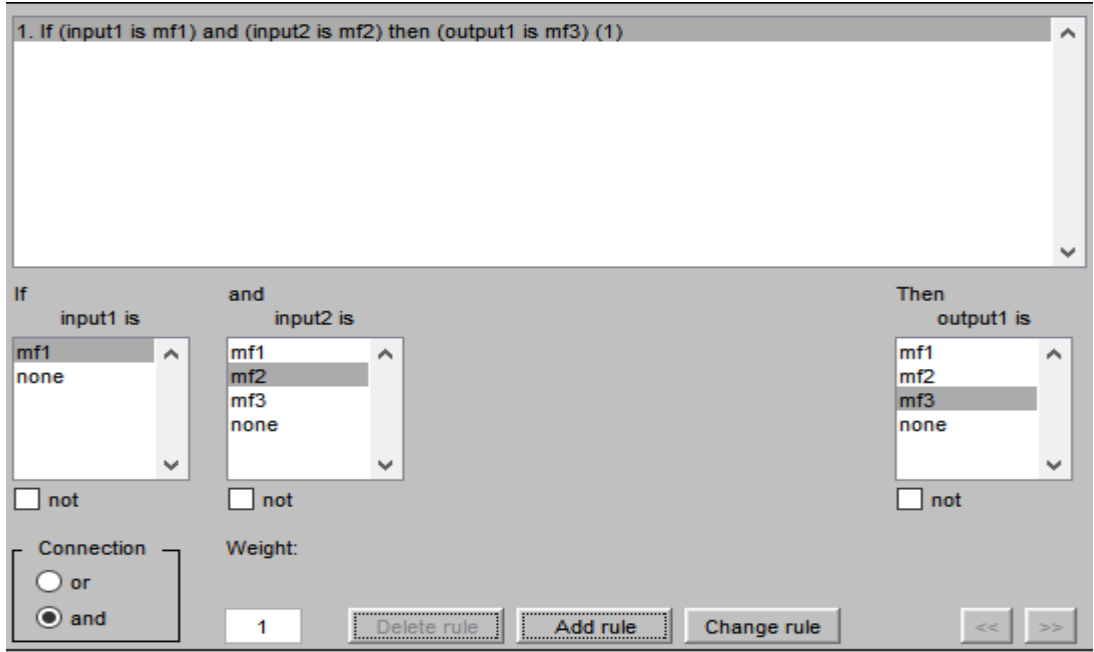 1. If (input1 is mf1) and (input2 is mf2) then (output1 is mf3) (1)
If and Then
input1 is input2 is output1 is
mf1 mf1 mf1
none mf2 mf2
mf3 mf3
none none
not not not
Connection Weight:
or
and 1 Delete rule Add rule Change rule << >>